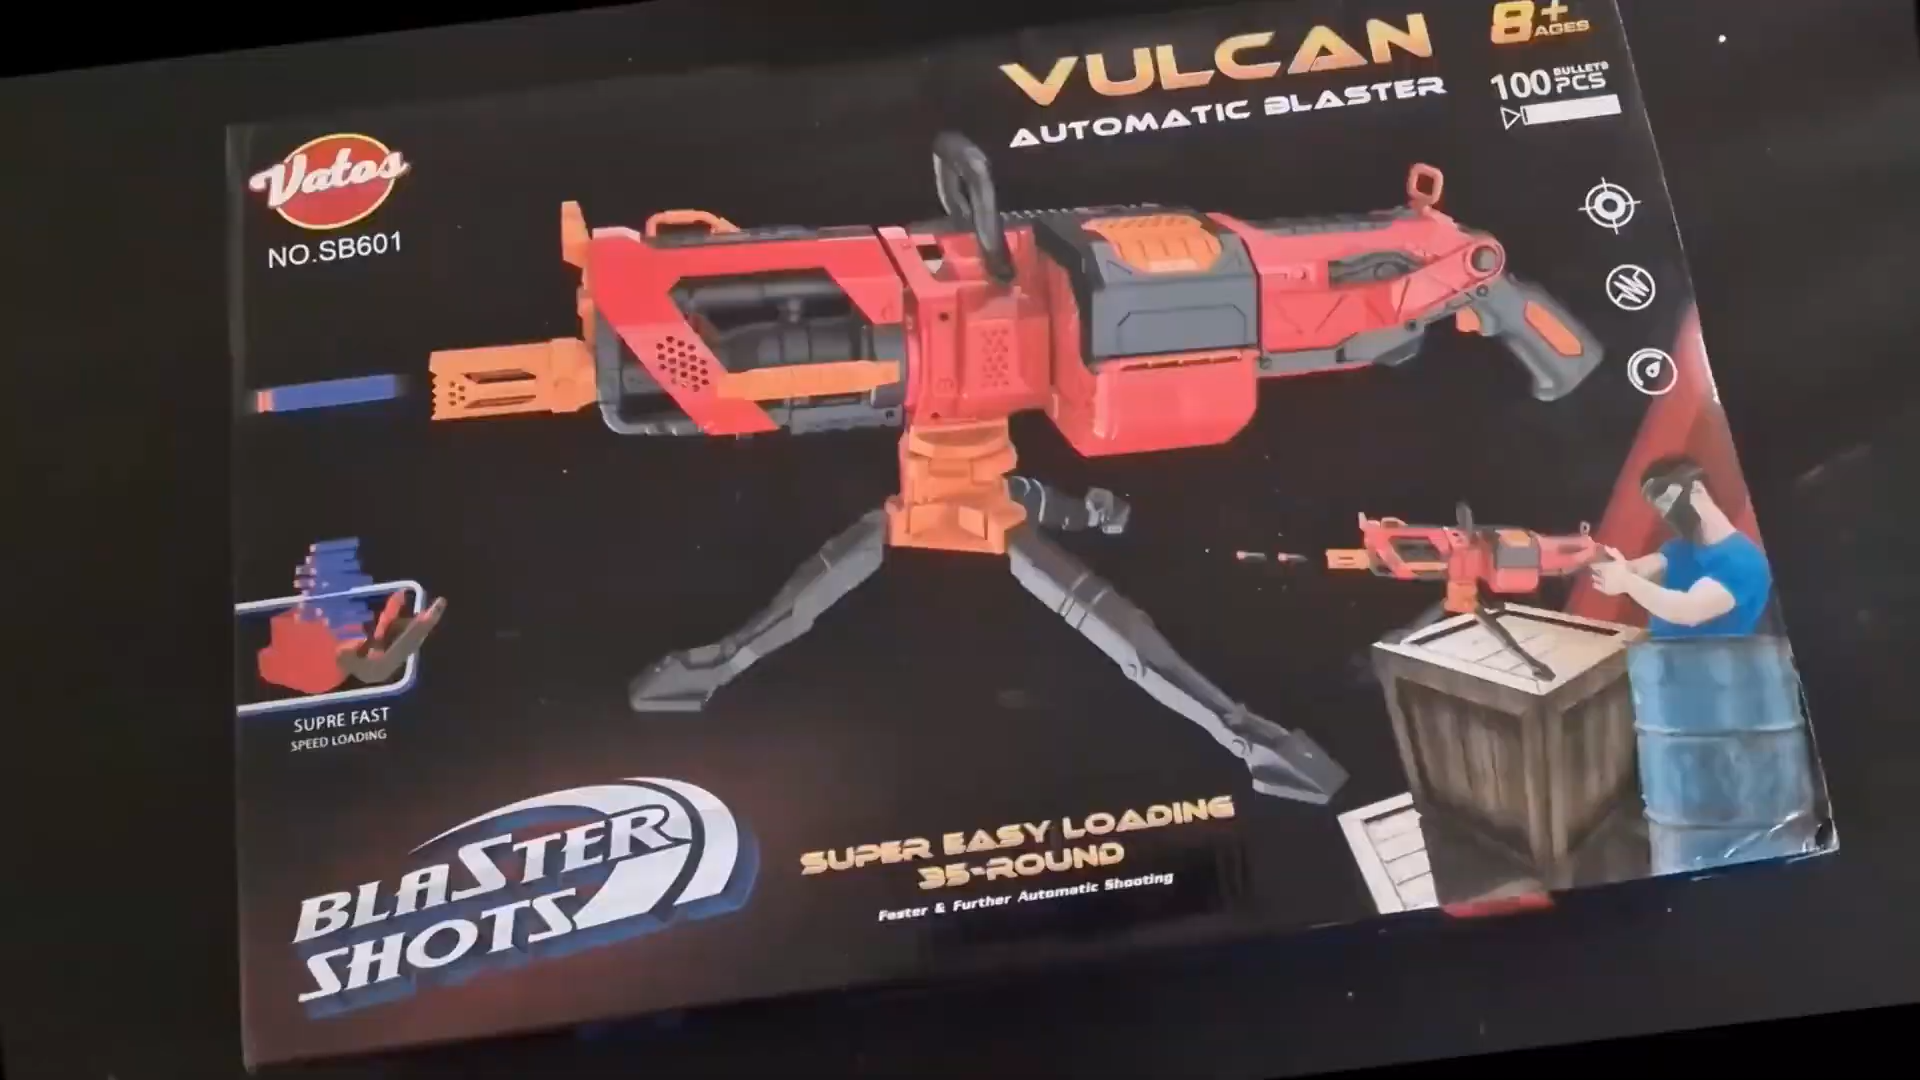 VULCAN
AUTOMATIC BLASTER
8+
AGES
100 BULLETS
PCS
Vatos
NO.SB601
SUPRE FAST
SPEED LOADING
BLASTER
SHOTS
SUPER EASY LOADING
35-ROUND
Faster & Further Automatic Shooting